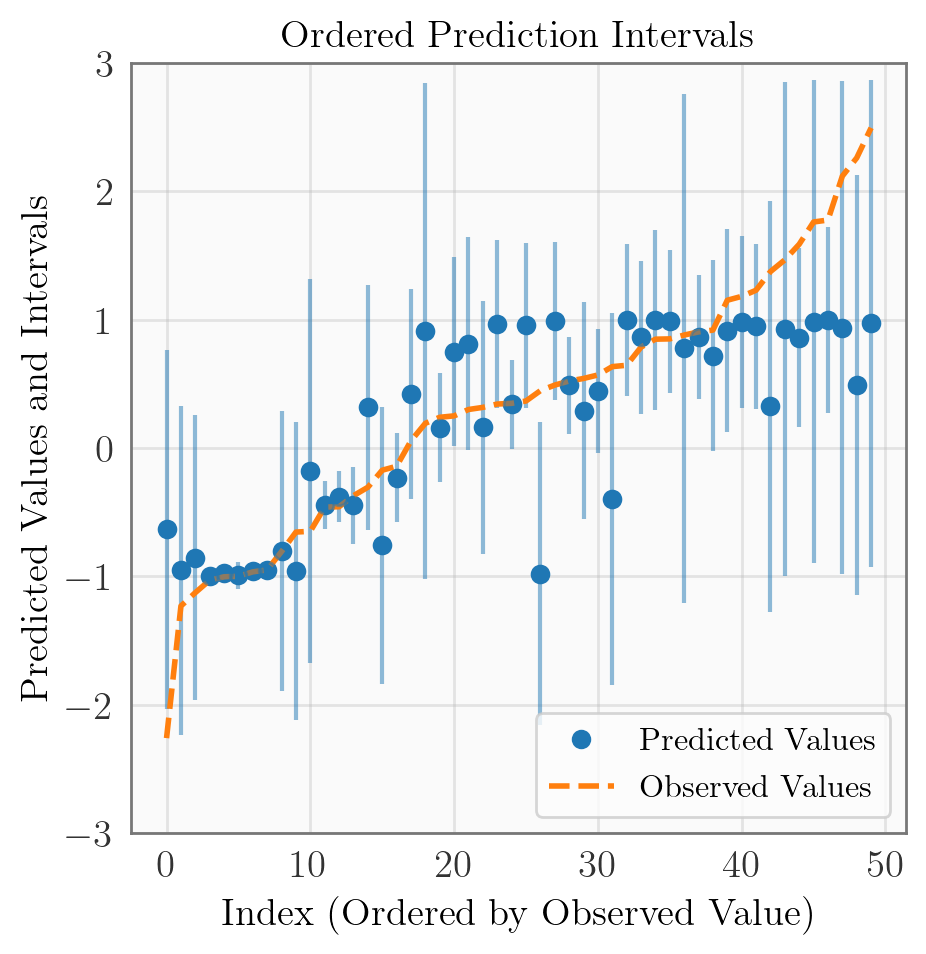 Ordered Prediction Intervals
Predicted Values and Intervals
3
2
1
0
−1
−2
−3
Predicted Values
Observed Values
0 10 20 30 40 50
Index (Ordered by Observed Value)